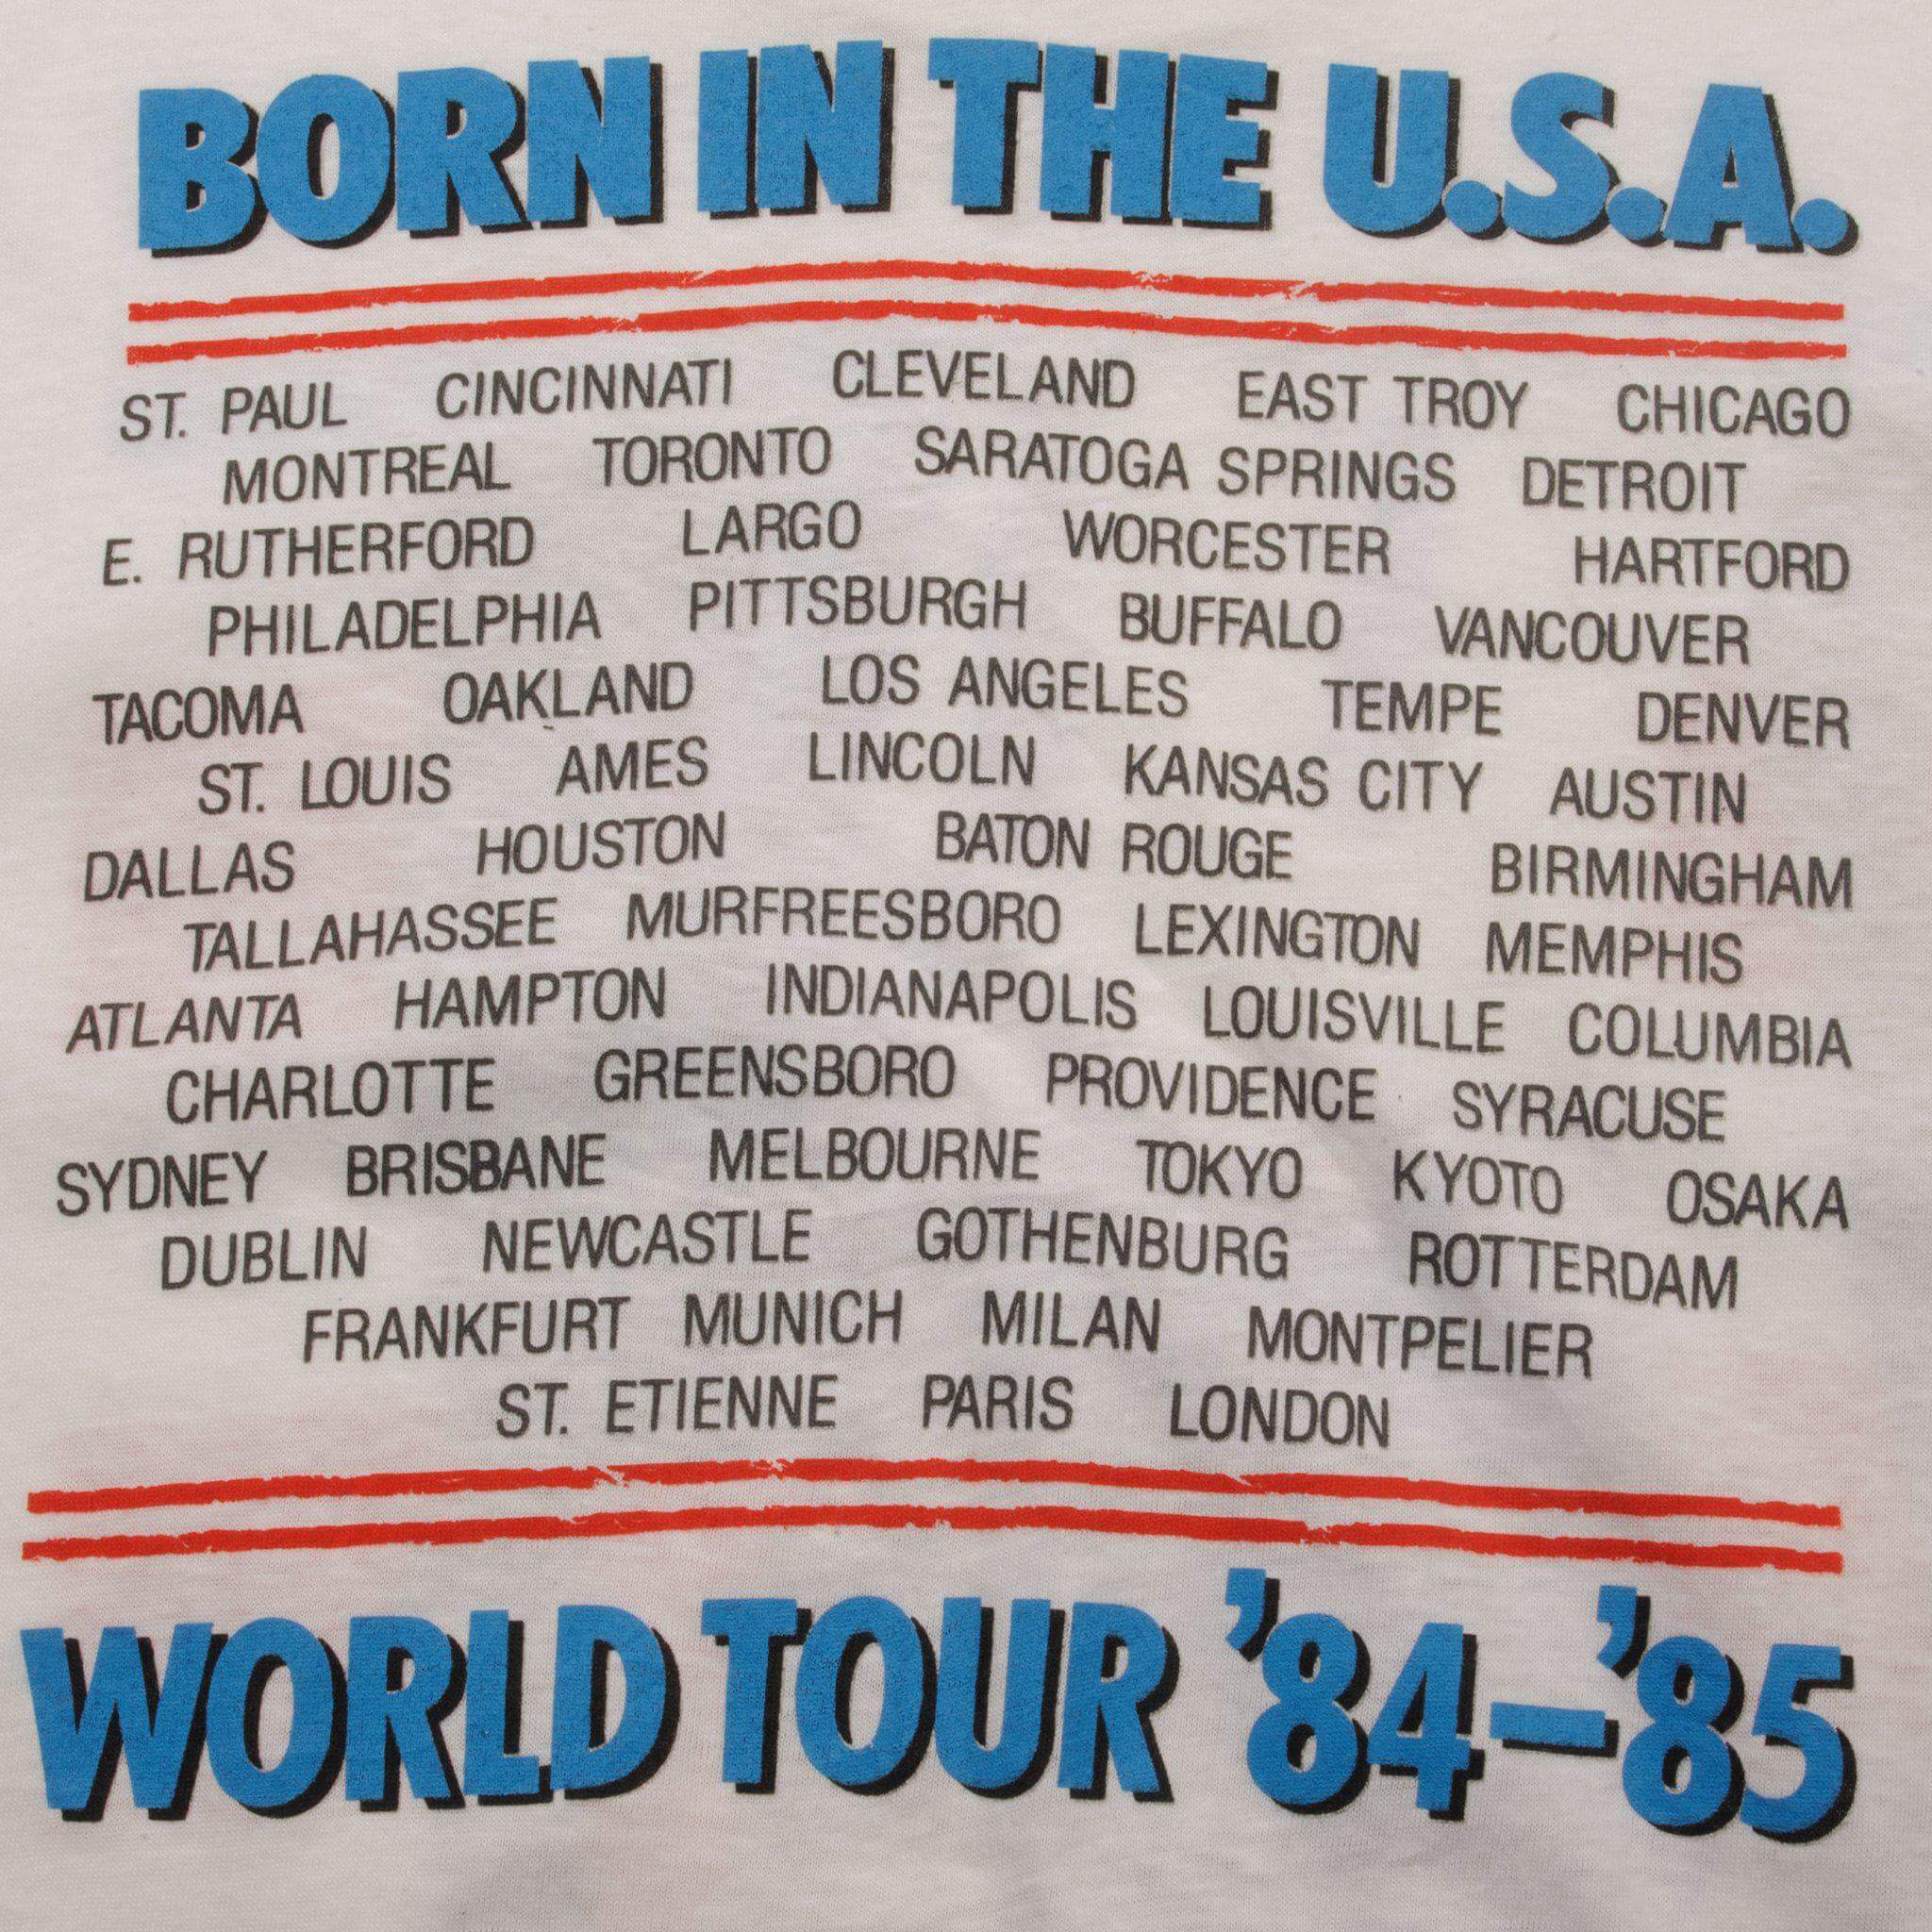 BORN IN THE U.S.A.
ST. PAUL CINCINNATI CLEVELAND EAST TROY CHICAGO
MONTREAL TORONTO SARATOGA SPRINGS DETROIT
E. RUTHERFORD LARGO WORCESTER HARTFORD
PHILADELPHIA PITTSBURGH BUFFALO VANCOUVER
TACOMA OAKLAND LOS ANGELES TEMPE DENVER
ST. LOUIS AMES LINCOLN KANSAS CITY AUSTIN
DALLAS HOUSTON BATON ROUGE BIRMINGHAM
TALLAHASSEE MURFREESBORO LEXINGTON MEMPHIS
ATLANTA HAMPTON INDIANAPOLIS LOUISVILLE COLUMBIA
CHARLOTTE GREENSBORO PROVIDENCE SYRACUSE
SYDNEY BRISBANE MELBOURNE TOKYO KYOTO OSAKA
DUBLIN NEWCASTLE GOTHENBURG ROTTERDAM
FRANKFURT MUNICH MILAN MONTPELIER
ST. ETIENNE PARIS LONDON
WORLD TOUR '84-'85